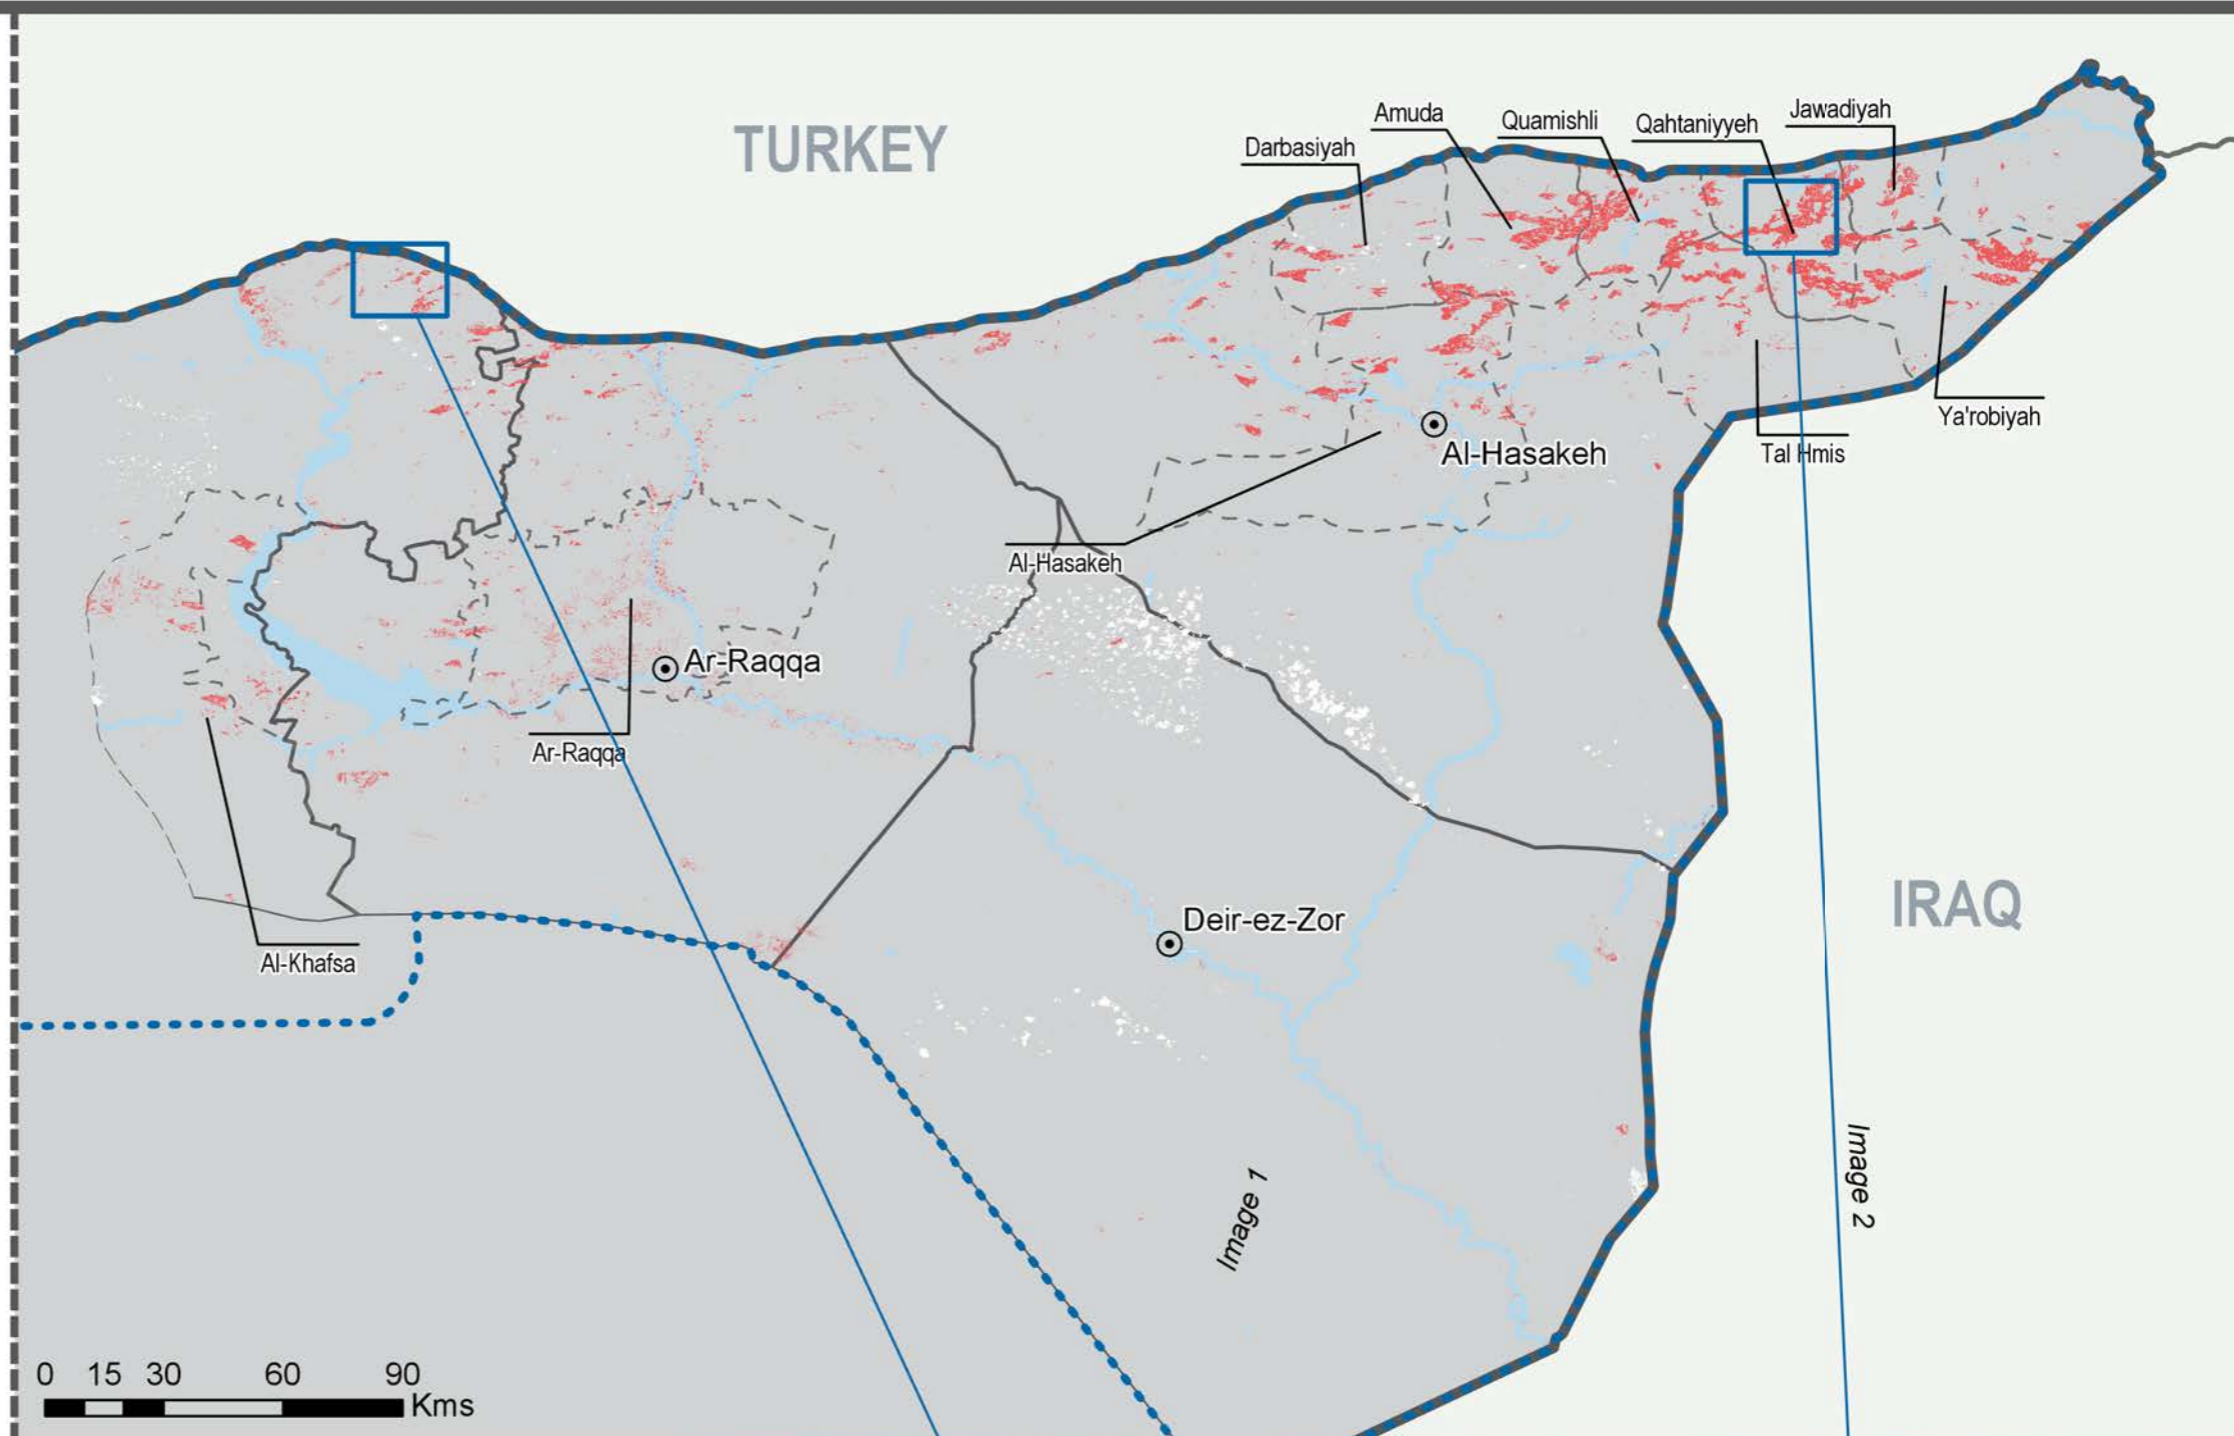 TURKEY
Amuda
Quamishli
Qahtaniyyeh
Jawadiyah
Darbasiyah
Ya'robiyah
Tal Hmis
Al-Hasakeh
Al-Hasakeh
Ar-Raqqa
Ar-Raqqa
IRAQ
Deir-ez-Zor
Al-Khafsa
Image 1
Image 2
0 15 30 60 90
Kms